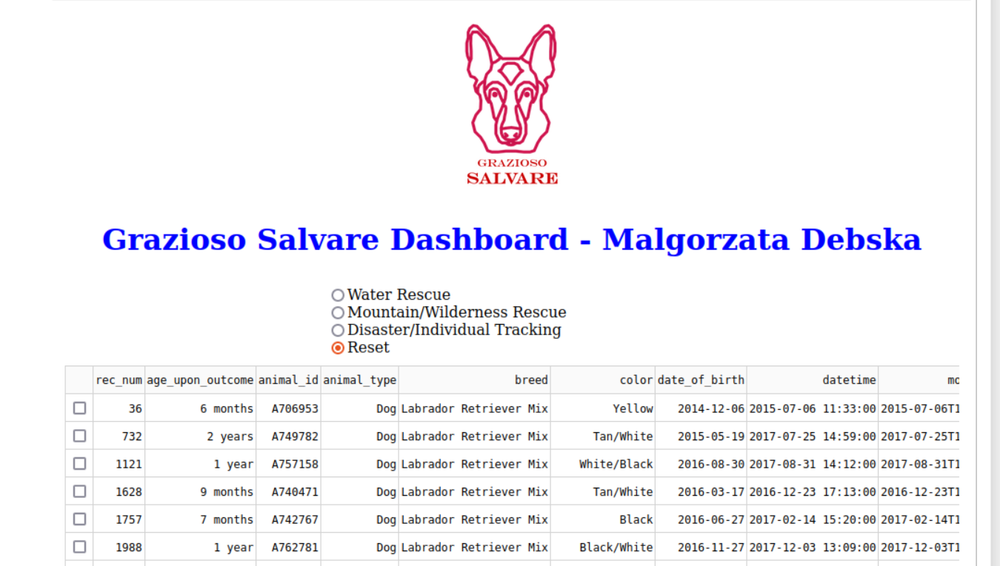 GRAZIOSO
SALVARE
Grazioso Salvare Dashboard - Malgorzata Debska
Water Rescue
Mountain/Wilderness Rescue
Disaster/Individual Tracking
Reset
rec_num age_upon_outcome animal_id animal_type breed color date_of_birth datetime mo
36 6 months A706953 Dog Labrador Retriever Mix Yellow 2014-12-06 2015-07-06 11:33:00 2015-07-06T1
732 2 years A749782 Dog Labrador Retriever Mix Tan/White 2015-05-19 2017-07-25 14:59:00 2017-07-25T1
1121 1 year A757158 Dog Labrador Retriever Mix White/Black 2016-08-30 2017-08-31 14:12:00 2017-08-31T1
1628 9 months A740471 Dog Labrador Retriever Mix Tan/White 2016-03-17 2016-12-23 17:13:00 2016-12-23T1
1757 7 months A742767 Dog Labrador Retriever Mix Black 2016-06-27 2017-02-14 15:20:00 2017-02-14T1
1988 1 year A762781 Dog Labrador Retriever Mix Black/White 2016-11-27 2017-12-03 13:09:00 2017-12-03T1